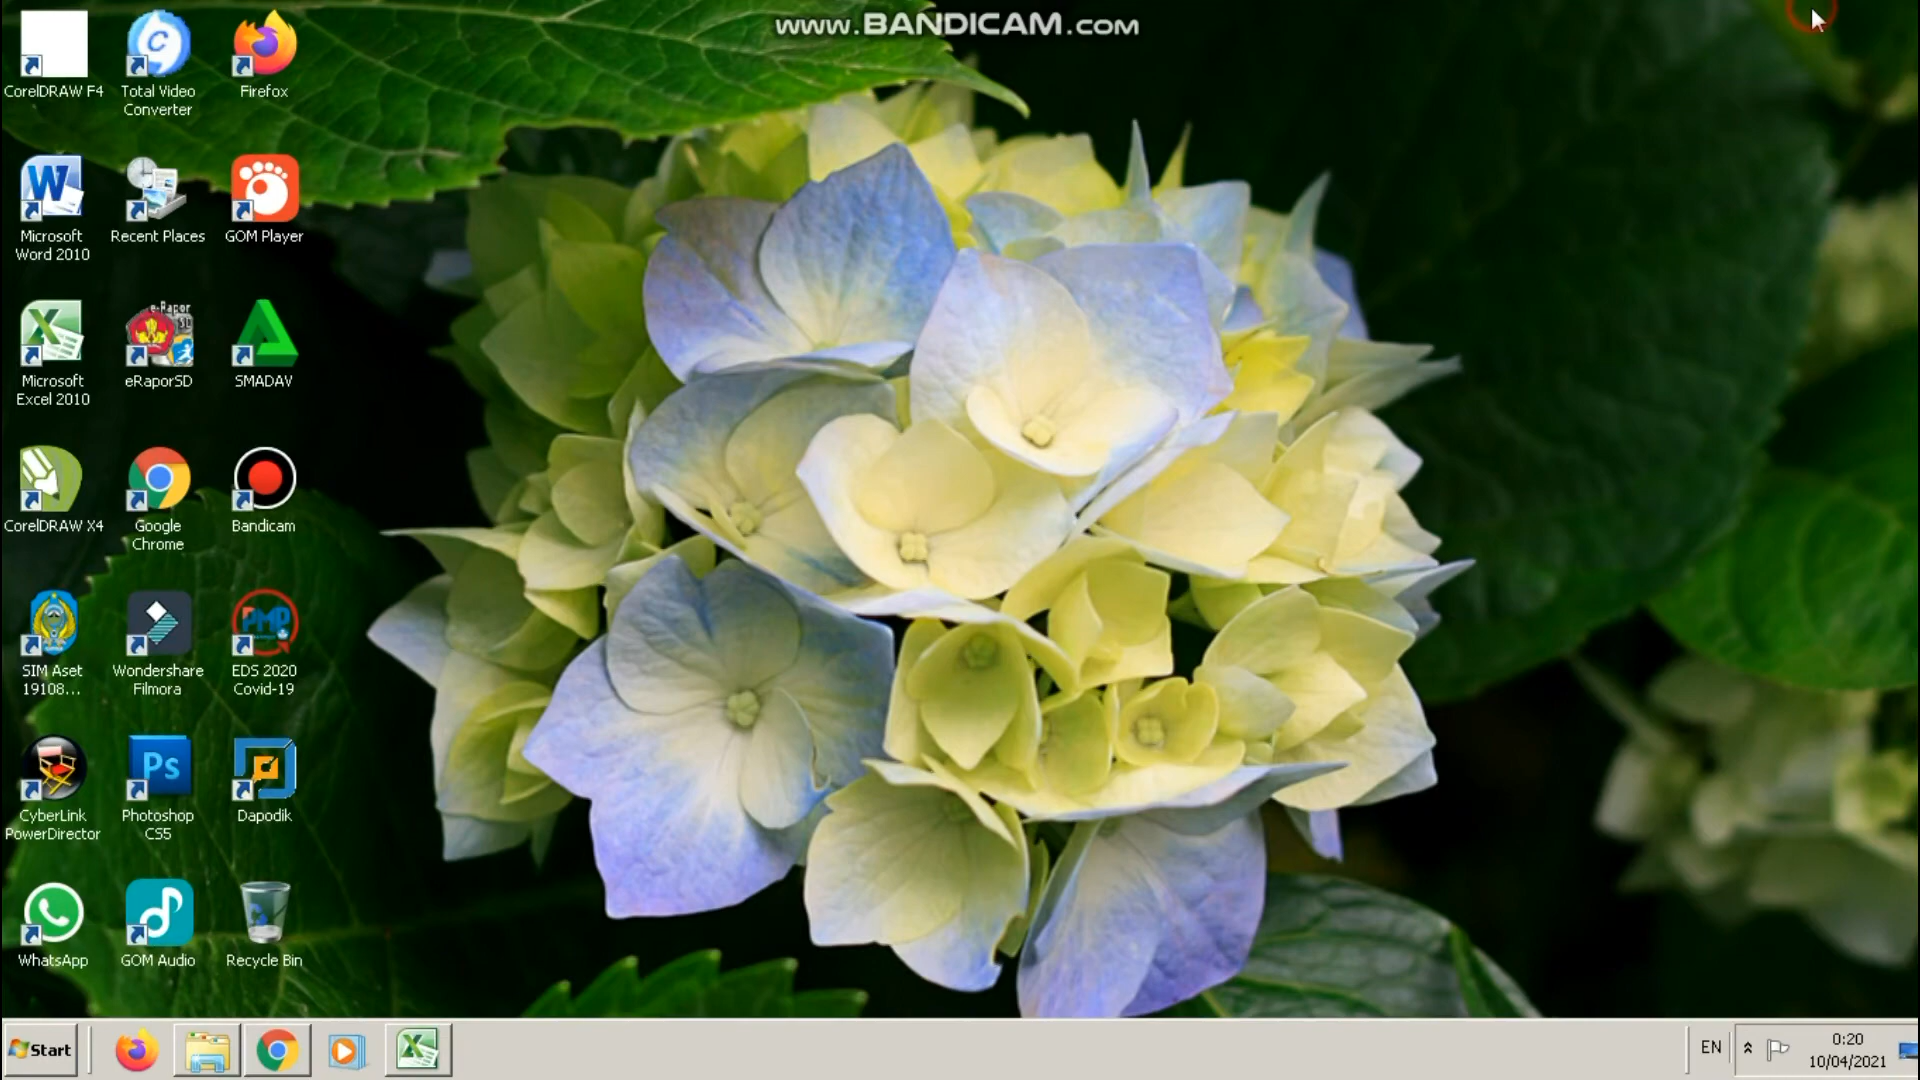 www.BANDICAM.com
CorelDRAW F4
Total Video
Converter
Firefox
Microsoft
Word 2010
Recent Places
GOM Player
e-Rapor
SD
Microsoft
Excel 2010
eRaporSD
SMADAV
CorelDRAW X4
Google
Chrome
Bandicam
PMP
SIM Aset
19108...
Wondershare
Filmora
EDS 2020
Covid-19
Ps
CyberLink
PowerDirector
Photoshop
CS5
Dapodik
WhatsApp
GOM Audio
Recycle Bin
Start
EN
0:20
10/04/2021